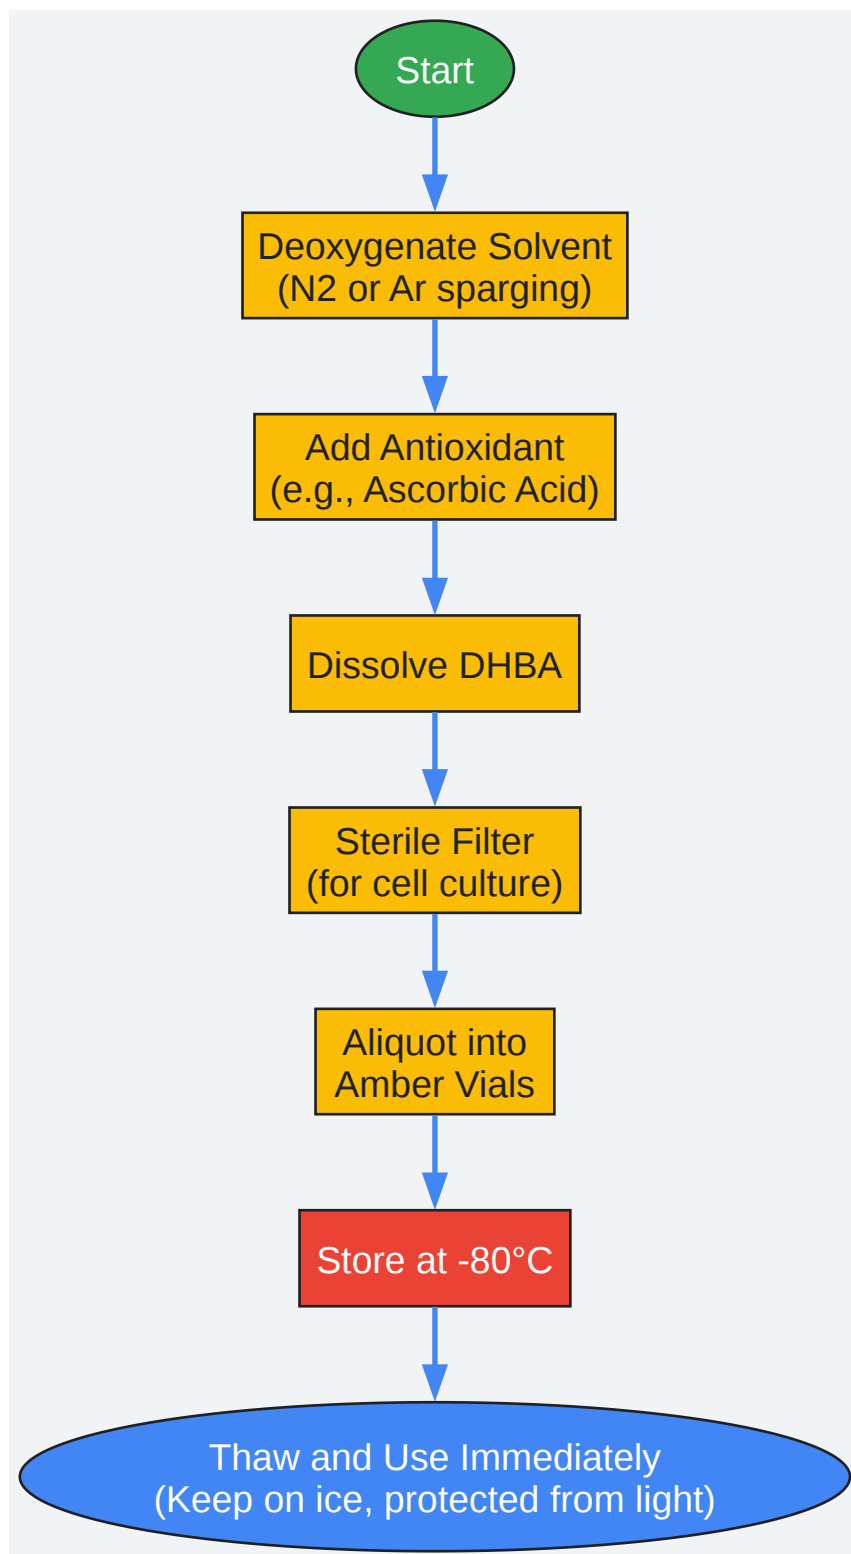 Start
Deoxygenate Solvent
(N2 or Ar sparging)
Add Antioxidant
(e.g., Ascorbic Acid)
Dissolve DHBA
Sterile Filter
(for cell culture)
Aliquot into
Amber Vials
Store at -80°C
Thaw and Use Immediately
(Keep on ice, protected from light)